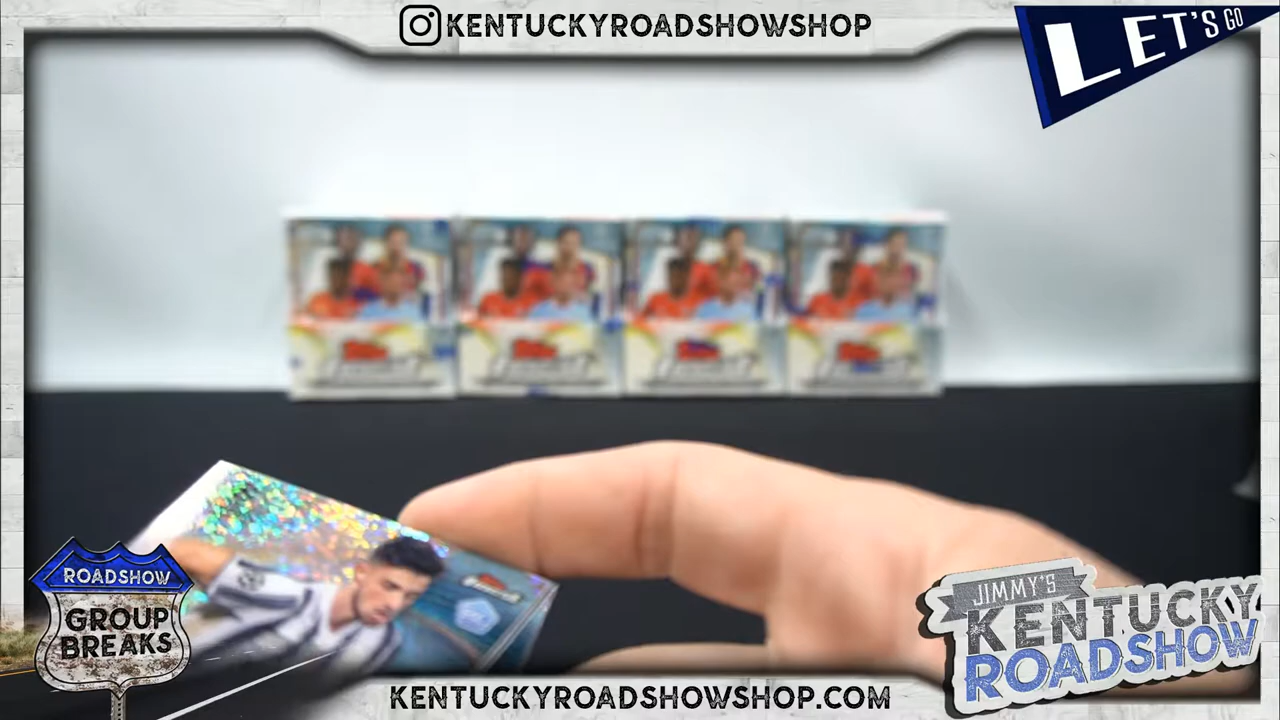 KENTUCKYROADSHOWSHOP
LET'S GO
ROADSHOW
GROUP
BREAKS
JIMMY'S
KENTUCKY
ROADSHOW
KENTUCKYROADSHOWSHOP.COM